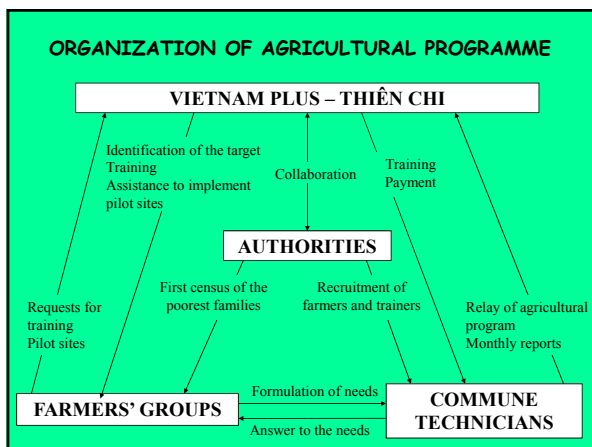 ORGANIZATION OF AGRICULTURAL PROGRAMME
VIETNAM PLUS – THIÊN CHI
Identification of the target
Training
Assistance to implement
pilot sites
Collaboration
Training
Payment
AUTHORITIES
First census of the
poorest families
Recruitment of
farmers and trainers
Requests for
training
Pilot sites
Relay of agricultural
program
Monthly reports
Formulation of needs
FARMERS' GROUPS
COMMUNE
TECHNICIANS
Answer to the needs